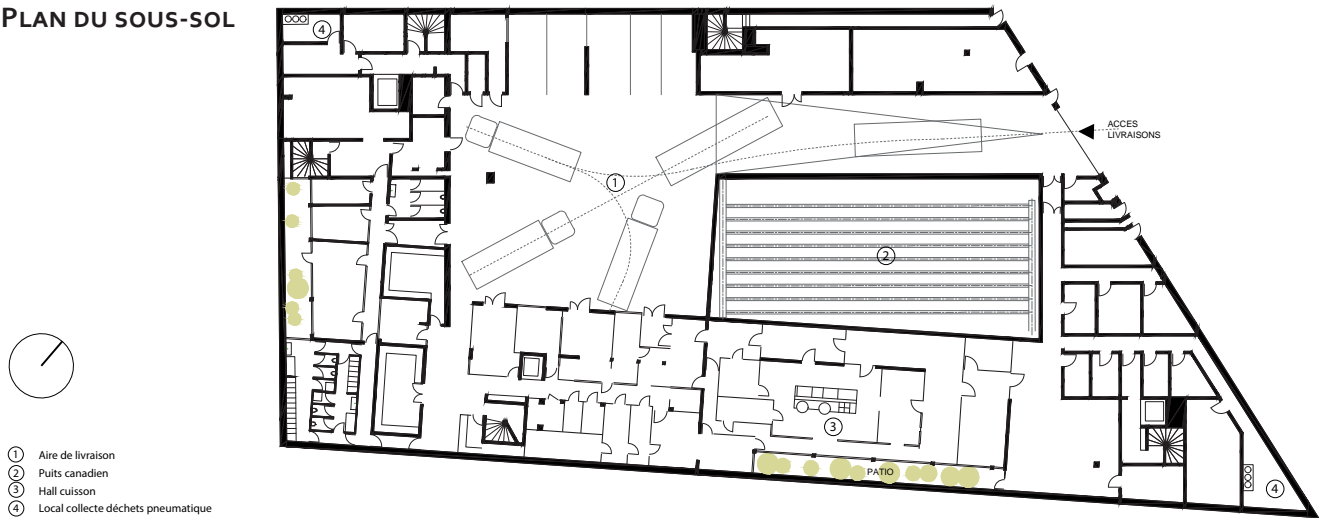 PLAN DU SOUS-SOL
4
ACCES
LIVRAISONS
1
2
3
PATIO
4
1 Aire de livraison
2 Puits canadien
3 Hall cuisson
4 Local collecte déchets pneumatique